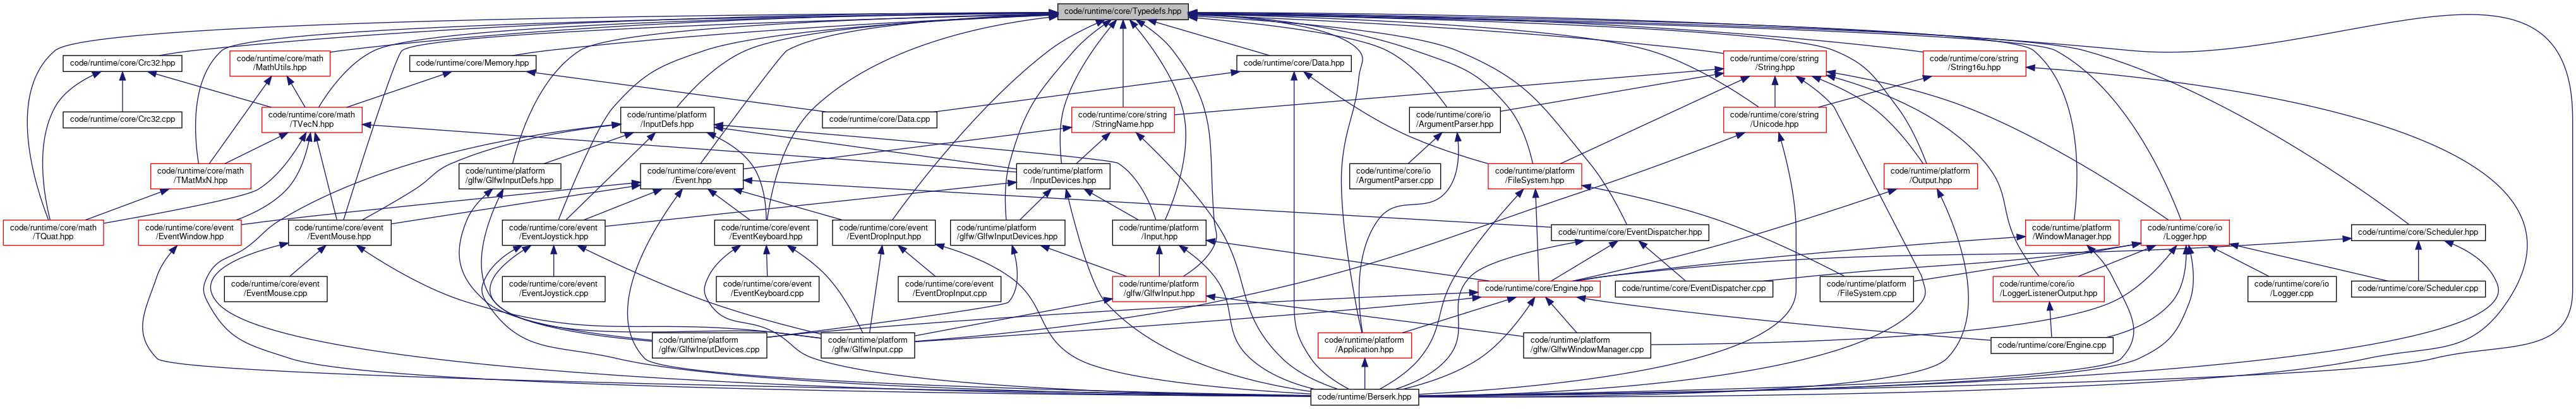 code/runtime/core/Typedefs.hpp
code/runtime/core/Crc32.hpp
code/runtime/core/math
/MathUtils.hpp
code/runtime/core/Memory.hpp
code/runtime/core/Data.hpp
code/runtime/core/string
/String.hpp
code/runtime/core/string
/String16u.hpp
code/runtime/core/Crc32.cpp
code/runtime/core/math
/TVecN.hpp
code/runtime/platform
/InputDefs.hpp
code/runtime/core/Data.cpp
code/runtime/core/string
/StringName.hpp
code/runtime/core/io
/ArgumentParser.hpp
code/runtime/core/string
/Unicode.hpp
code/runtime/core/math
/TMatMxN.hpp
code/runtime/platform
/glfw/GlfwInputDefs.hpp
code/runtime/core/event
/Event.hpp
code/runtime/platform
/InputDevices.hpp
code/runtime/core/io
/ArgumentParser.cpp
code/runtime/platform
/FileSystem.hpp
code/runtime/platform
/Output.hpp
code/runtime/core/math
/TQuat.hpp
code/runtime/core/event
/EventWindow.hpp
code/runtime/core/event
/EventMouse.hpp
code/runtime/core/event
/EventJoystick.hpp
code/runtime/core/event
/EventKeyboard.hpp
code/runtime/core/event
/EventDropInput.hpp
code/runtime/platform
/glfw/GlfwInputDevices.hpp
code/runtime/platform
/Input.hpp
code/runtime/core/EventDispatcher.hpp
code/runtime/platform
/WindowManager.hpp
code/runtime/core/io
/Logger.hpp
code/runtime/core/Scheduler.hpp
code/runtime/core/event
/EventMouse.cpp
code/runtime/core/event
/EventJoystick.cpp
code/runtime/core/event
/EventKeyboard.cpp
code/runtime/core/event
/EventDropInput.cpp
code/runtime/platform
/glfw/GlfwInput.hpp
code/runtime/core/Engine.hpp
code/runtime/core/EventDispatcher.cpp
code/runtime/platform
/FileSystem.cpp
code/runtime/core/io
/LoggerListenerOutput.hpp
code/runtime/core/io
/Logger.cpp
code/runtime/core/Scheduler.cpp
code/runtime/platform
/glfw/GlfwInputDevices.cpp
code/runtime/platform
/glfw/GlfwInput.cpp
code/runtime/platform
/Application.hpp
code/runtime/platform
/glfw/GlfwWindowManager.cpp
code/runtime/core/Engine.cpp
code/runtime/Berserk.hpp